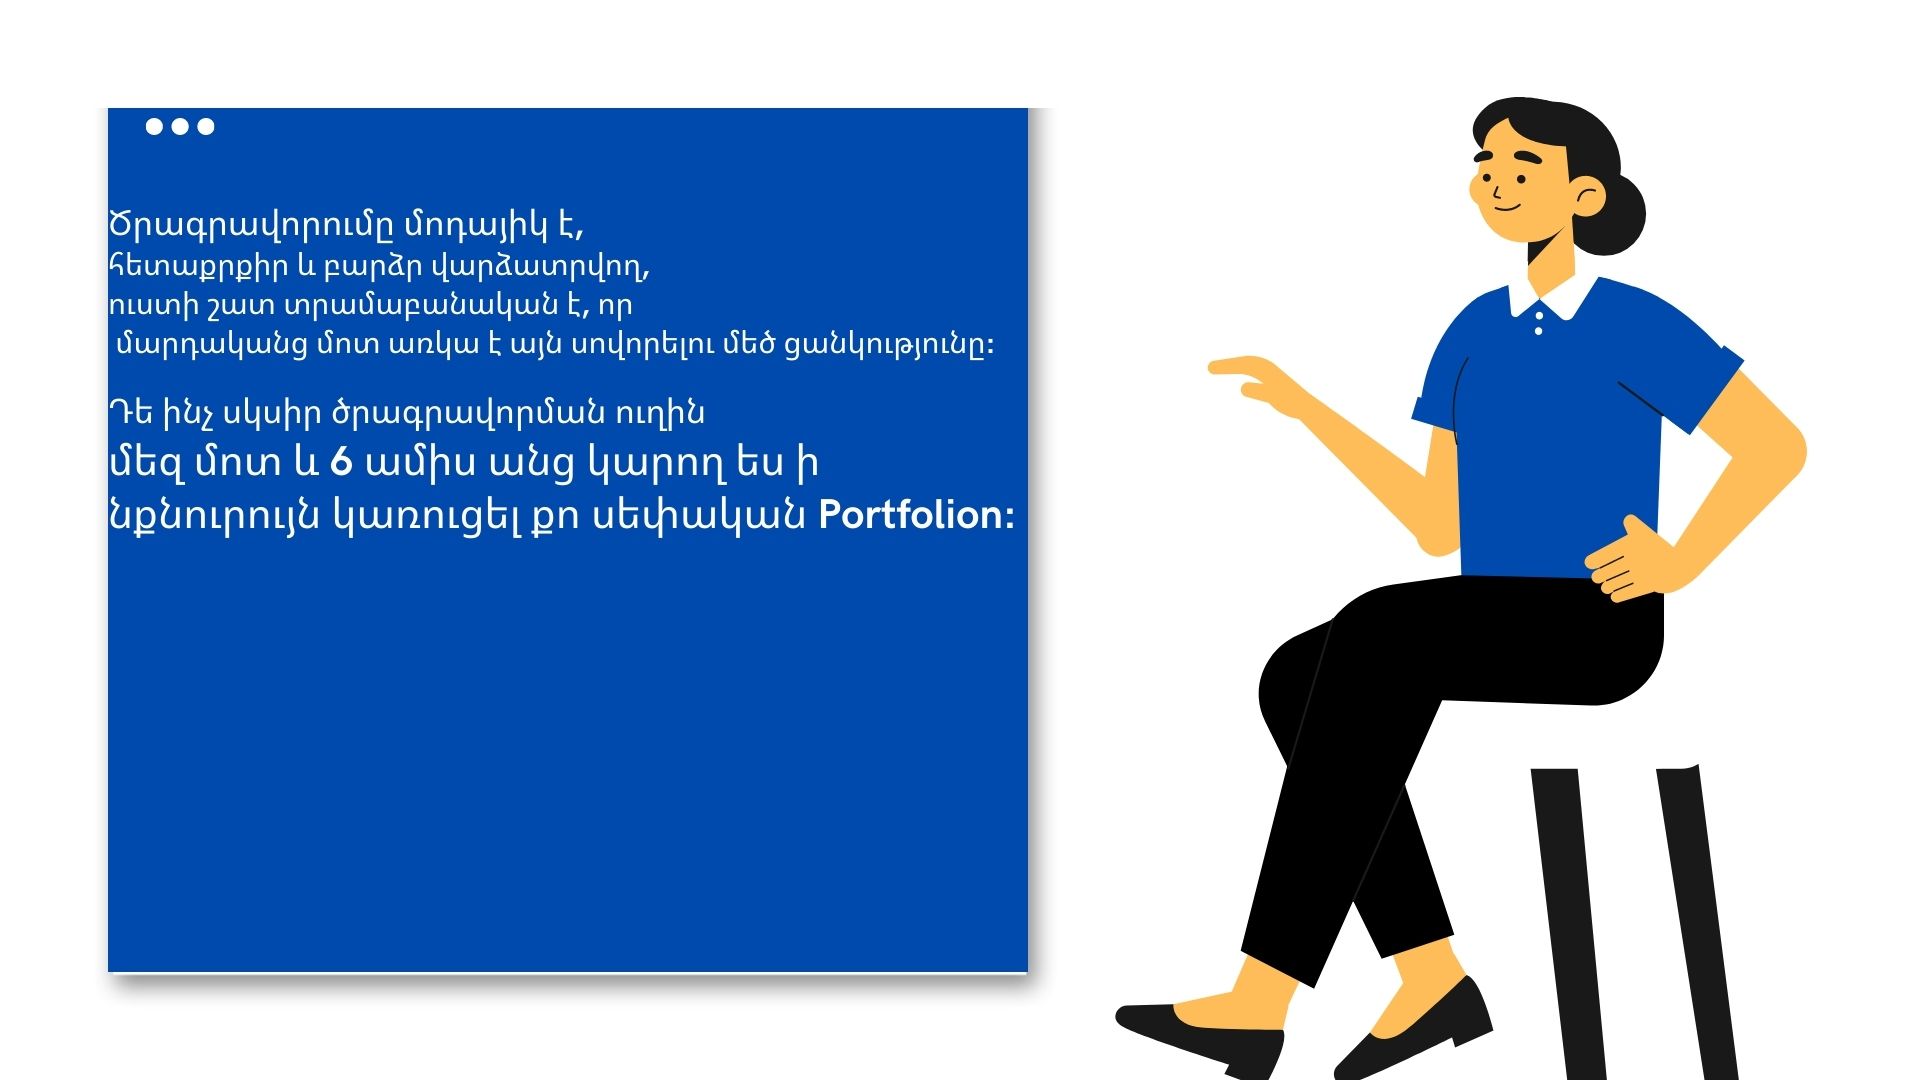 Ծրագրավորումը մոդայիկ է,
հետաքրքիր և բարձր վարձատրվող,
ուստի շատ տրամաբանական է, որ
մարդականց մոտ առկա է այն սովորելու մեծ ցանկությունը:
Դե ինչ սկսիր ծրագրավորման ուղին
մեզ մոտ և 6 ամիս անց կարող ես ի
նքնուրույն կառուցել քո սեփական Portfolion: